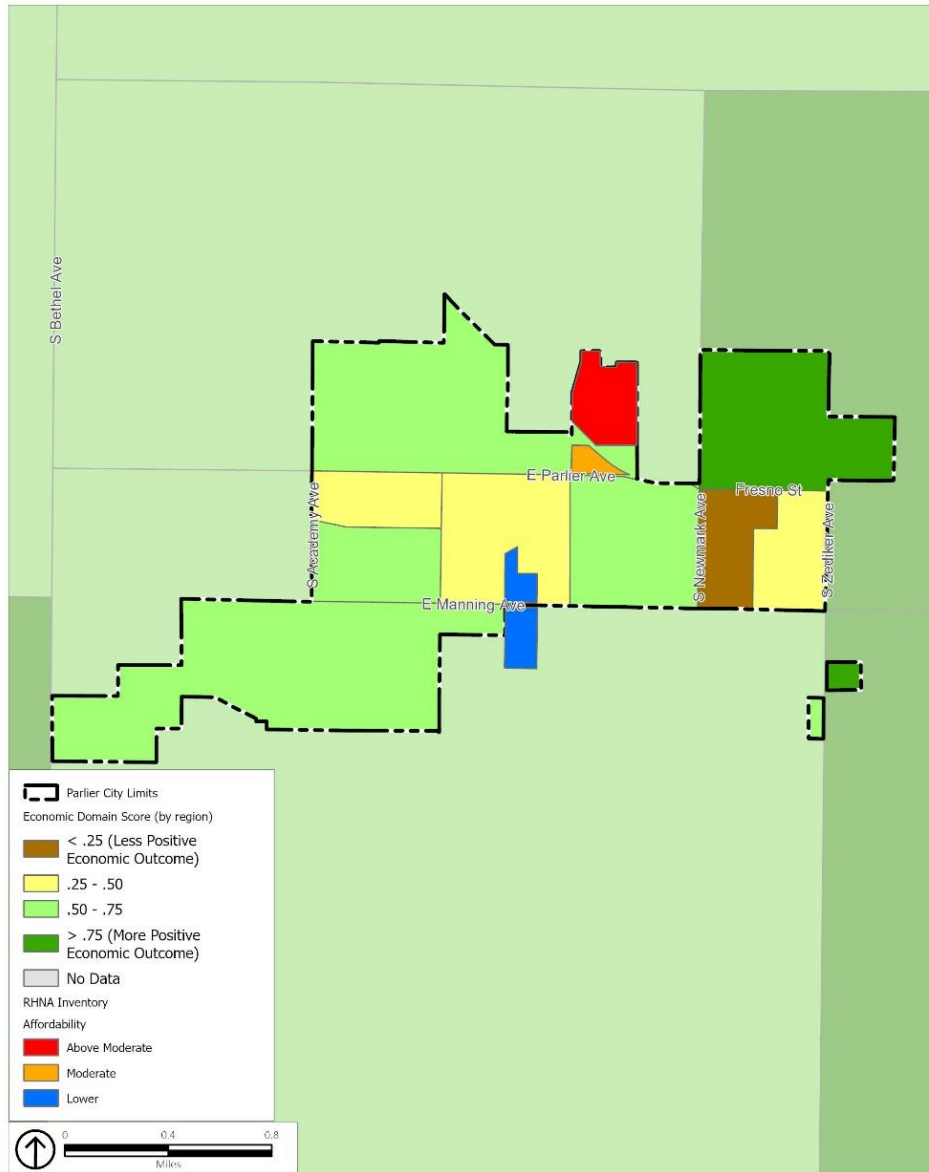 S Bethel Ave
E Parlier Ave
Fresno St
S Academy Ave
S Newmark Ave
S Zediker Ave
E Manning Ave
Parlier City Limits
Economic Domain Score (by region)
< .25 (Less Positive
Economic Outcome)
.25 - .50
.50 - .75
> .75 (More Positive
Economic Outcome)
No Data
RHNA Inventory
Affordability
Above Moderate
Moderate
Lower
0 0.4 0.8
Miles